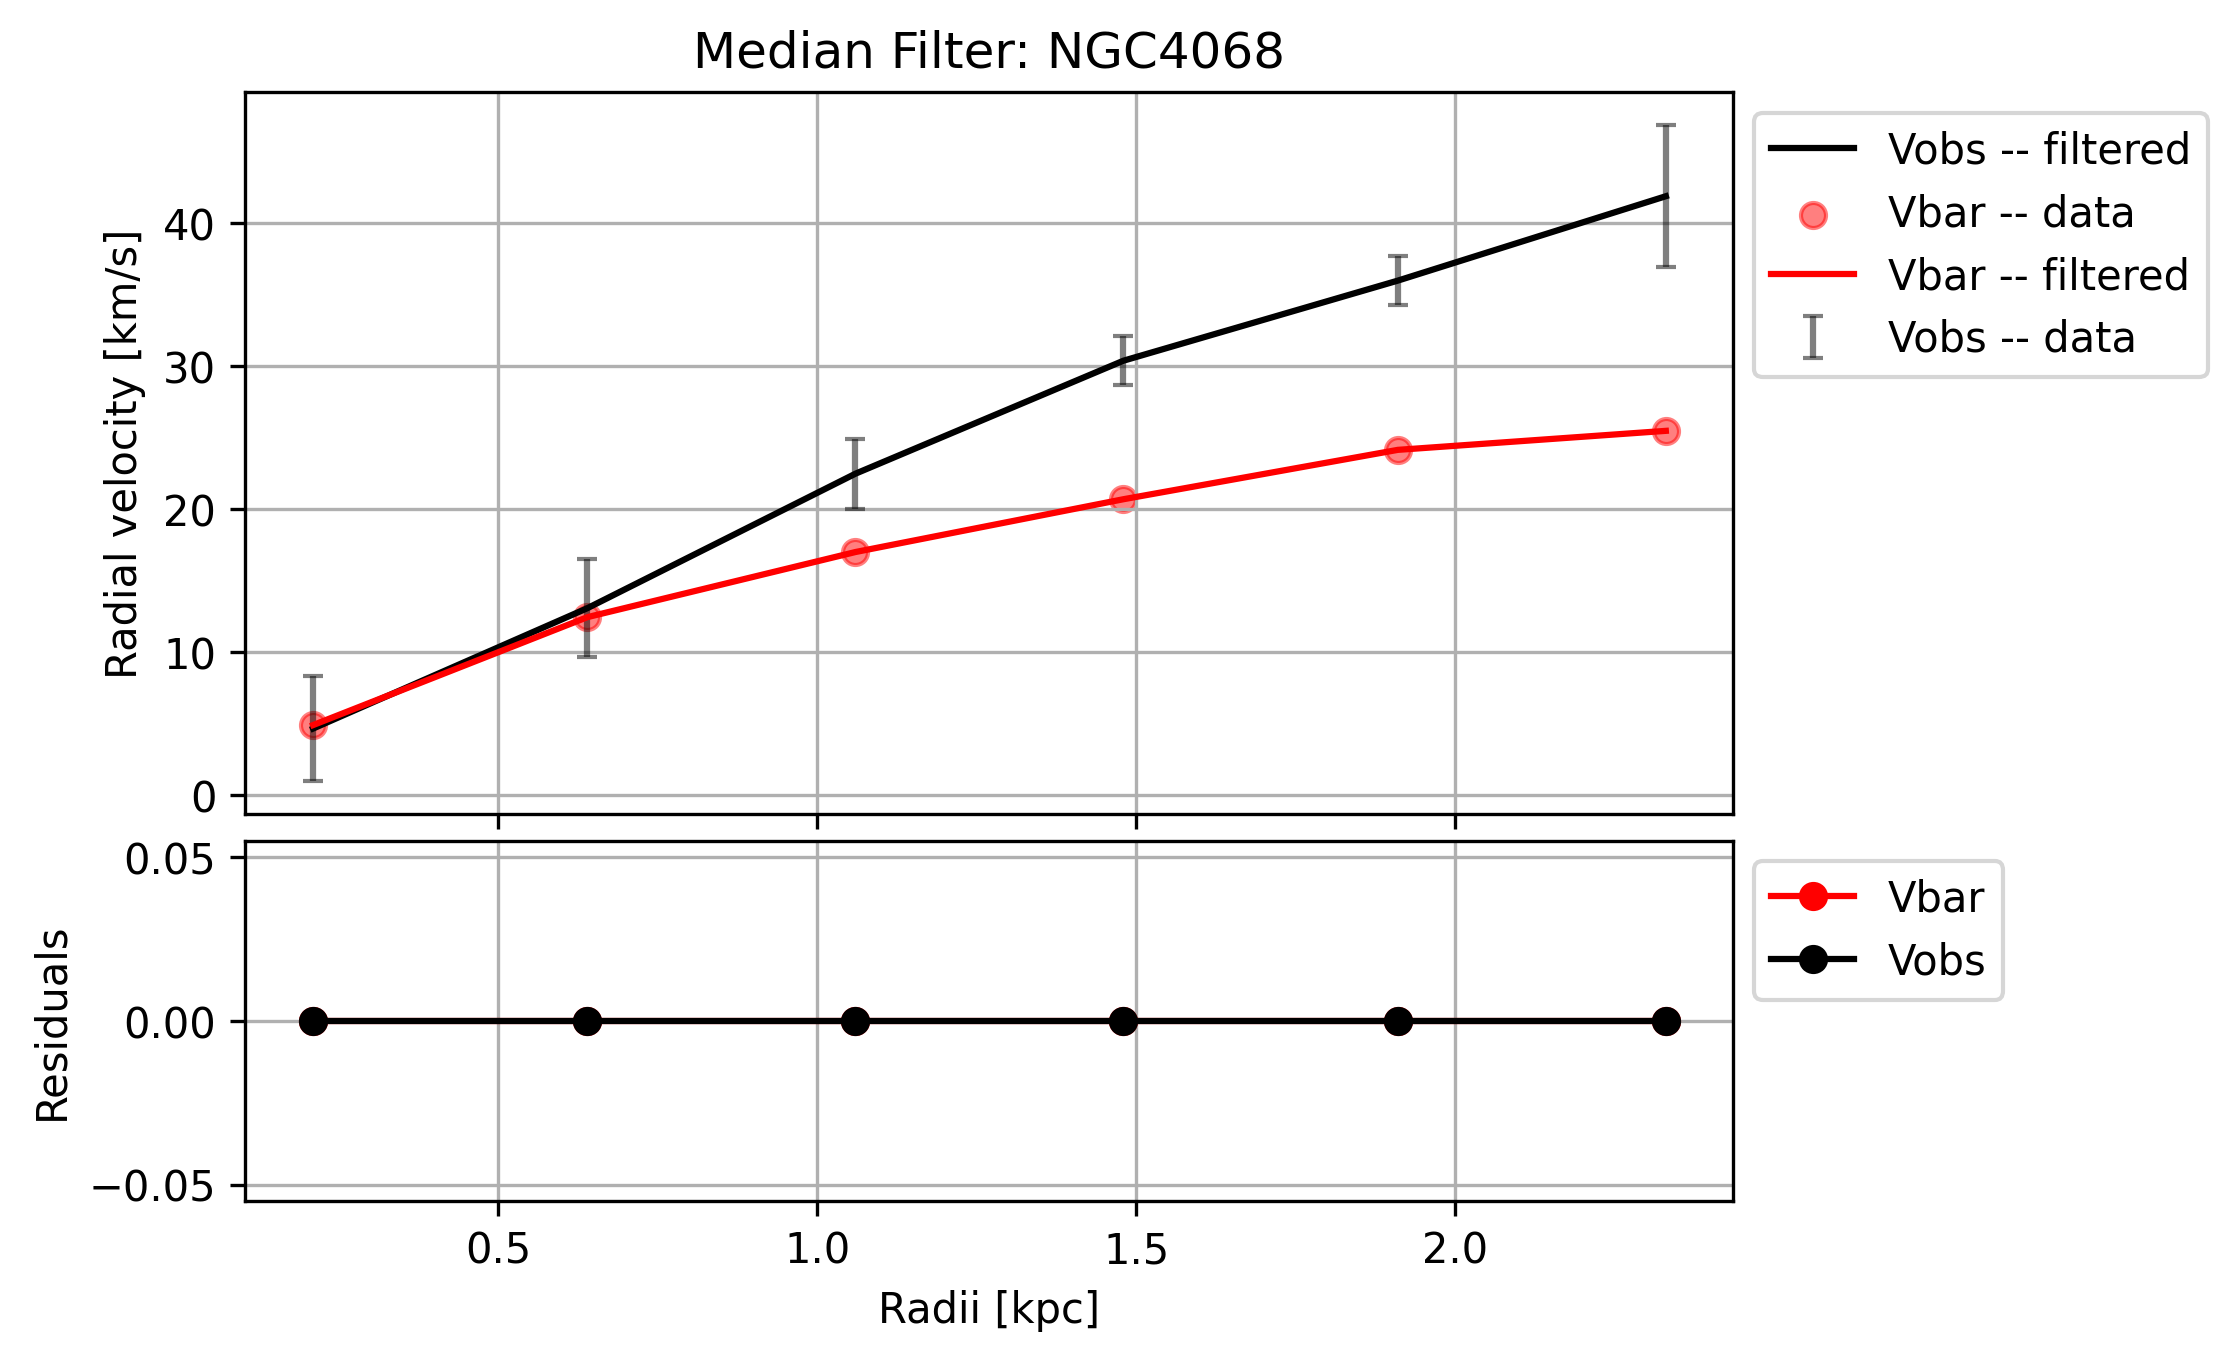 Median Filter: NGC4068
Radial velocity [km/s]
40
30
20
10
0
Vobs -- filtered
Vbar -- data
Vbar -- filtered
Vobs -- data
Residuals
0.05
0.00
−0.05
Vbar
Vobs
0.5
1.0
1.5
2.0
Radii [kpc]